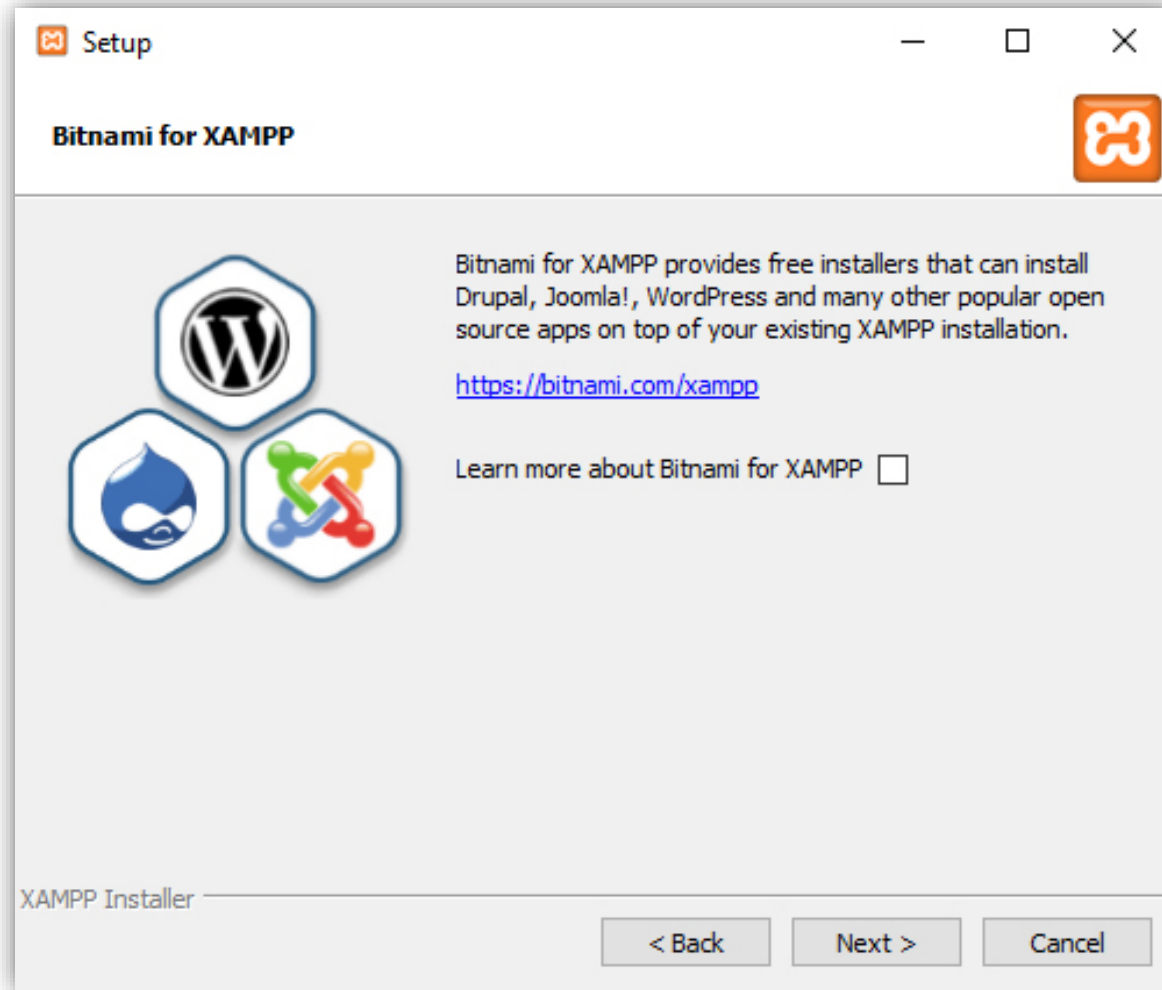 Setup
Bitnami for XAMPP
Bitnami for XAMPP provides free installers that can install
Drupal, Joomla!, WordPress and many other popular open
source apps on top of your existing XAMPP installation.
https://bitnami.com/xampp
Learn more about Bitnami for XAMPP
XAMPP Installer
< Back Next > Cancel